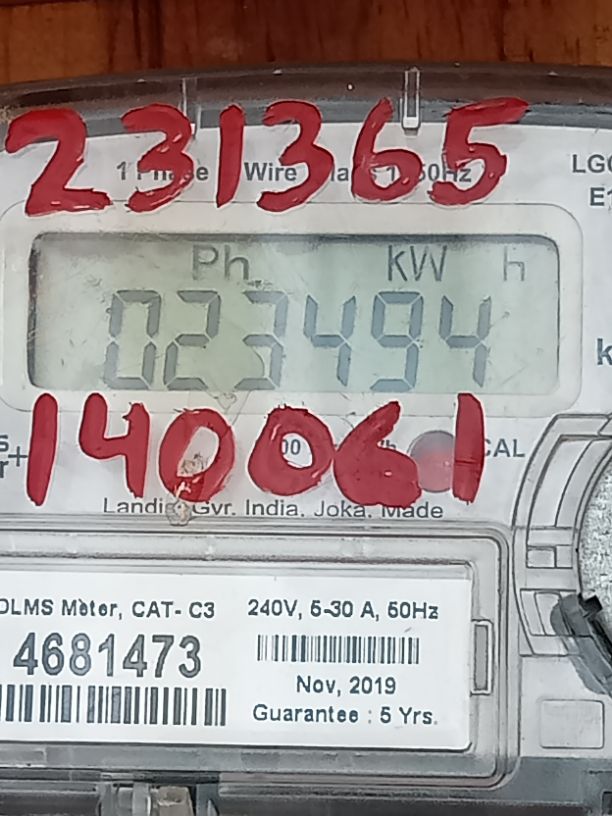 231365
1 Phase Wire 50Hz
Ph kW h
023494
140061
CAL
Landis Gyr. India. Joka. Made
DLMS Meter, CAT- C3
4681473
240V, 5-30 A, 50Hz
Nov, 2019
Guarantee : 5 Yrs.